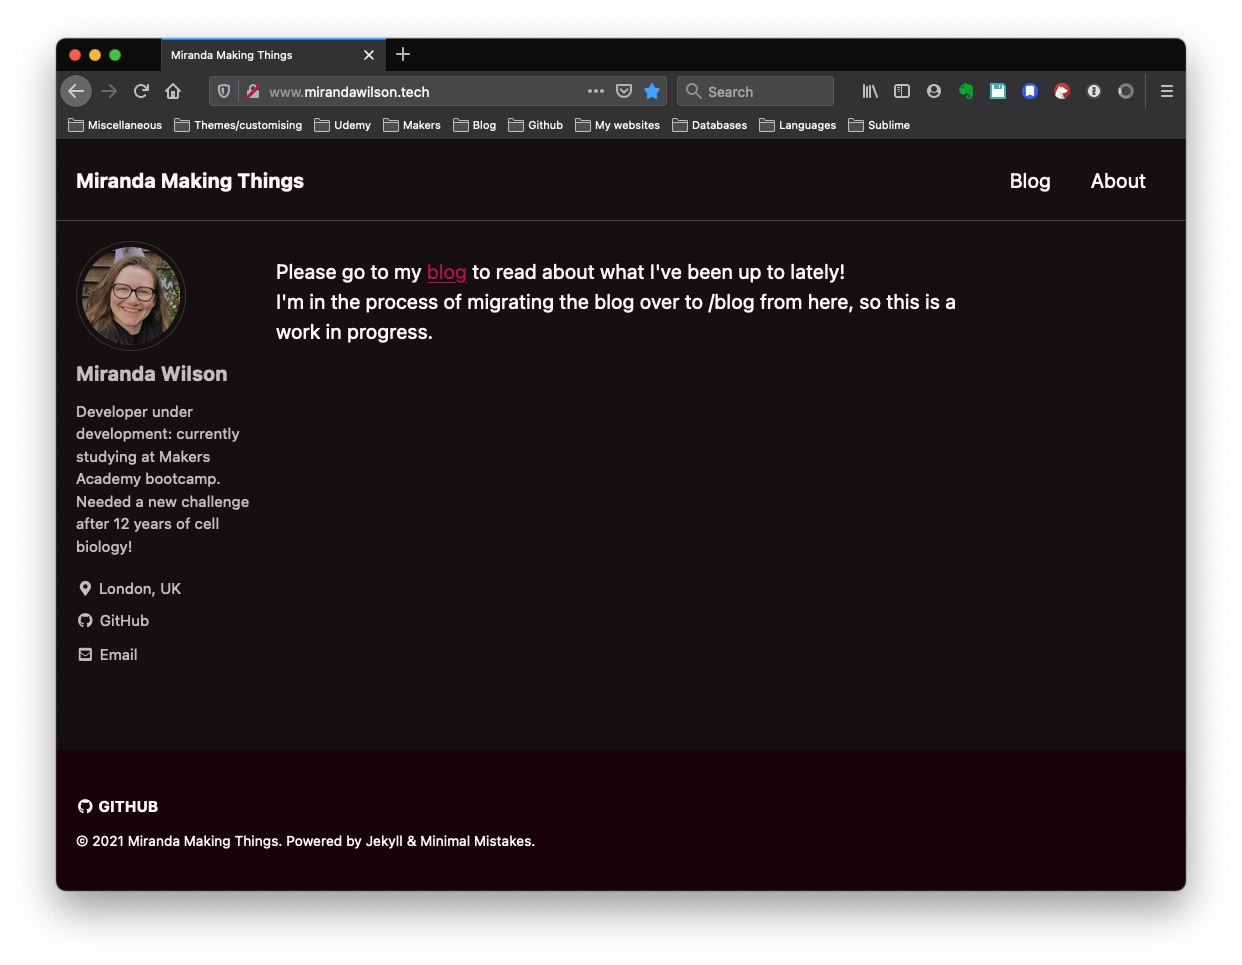 Miranda Making Things
www.mirandawilson.tech
Search
Miscellaneous Themes/customising Udemy Makers Blog Github My websites Databases Languages Sublime
Miranda Making Things Blog About
Please go to my blog to read about what I've been up to lately!
I'm in the process of migrating the blog over to /blog from here, so this is a
work in progress.
Miranda Wilson
Developer under
development: currently
studying at Makers
Academy bootcamp.
Needed a new challenge
after 12 years of cell
biology!
London, UK
GitHub
Email
GITHUB
© 2021 Miranda Making Things. Powered by Jekyll & Minimal Mistakes.